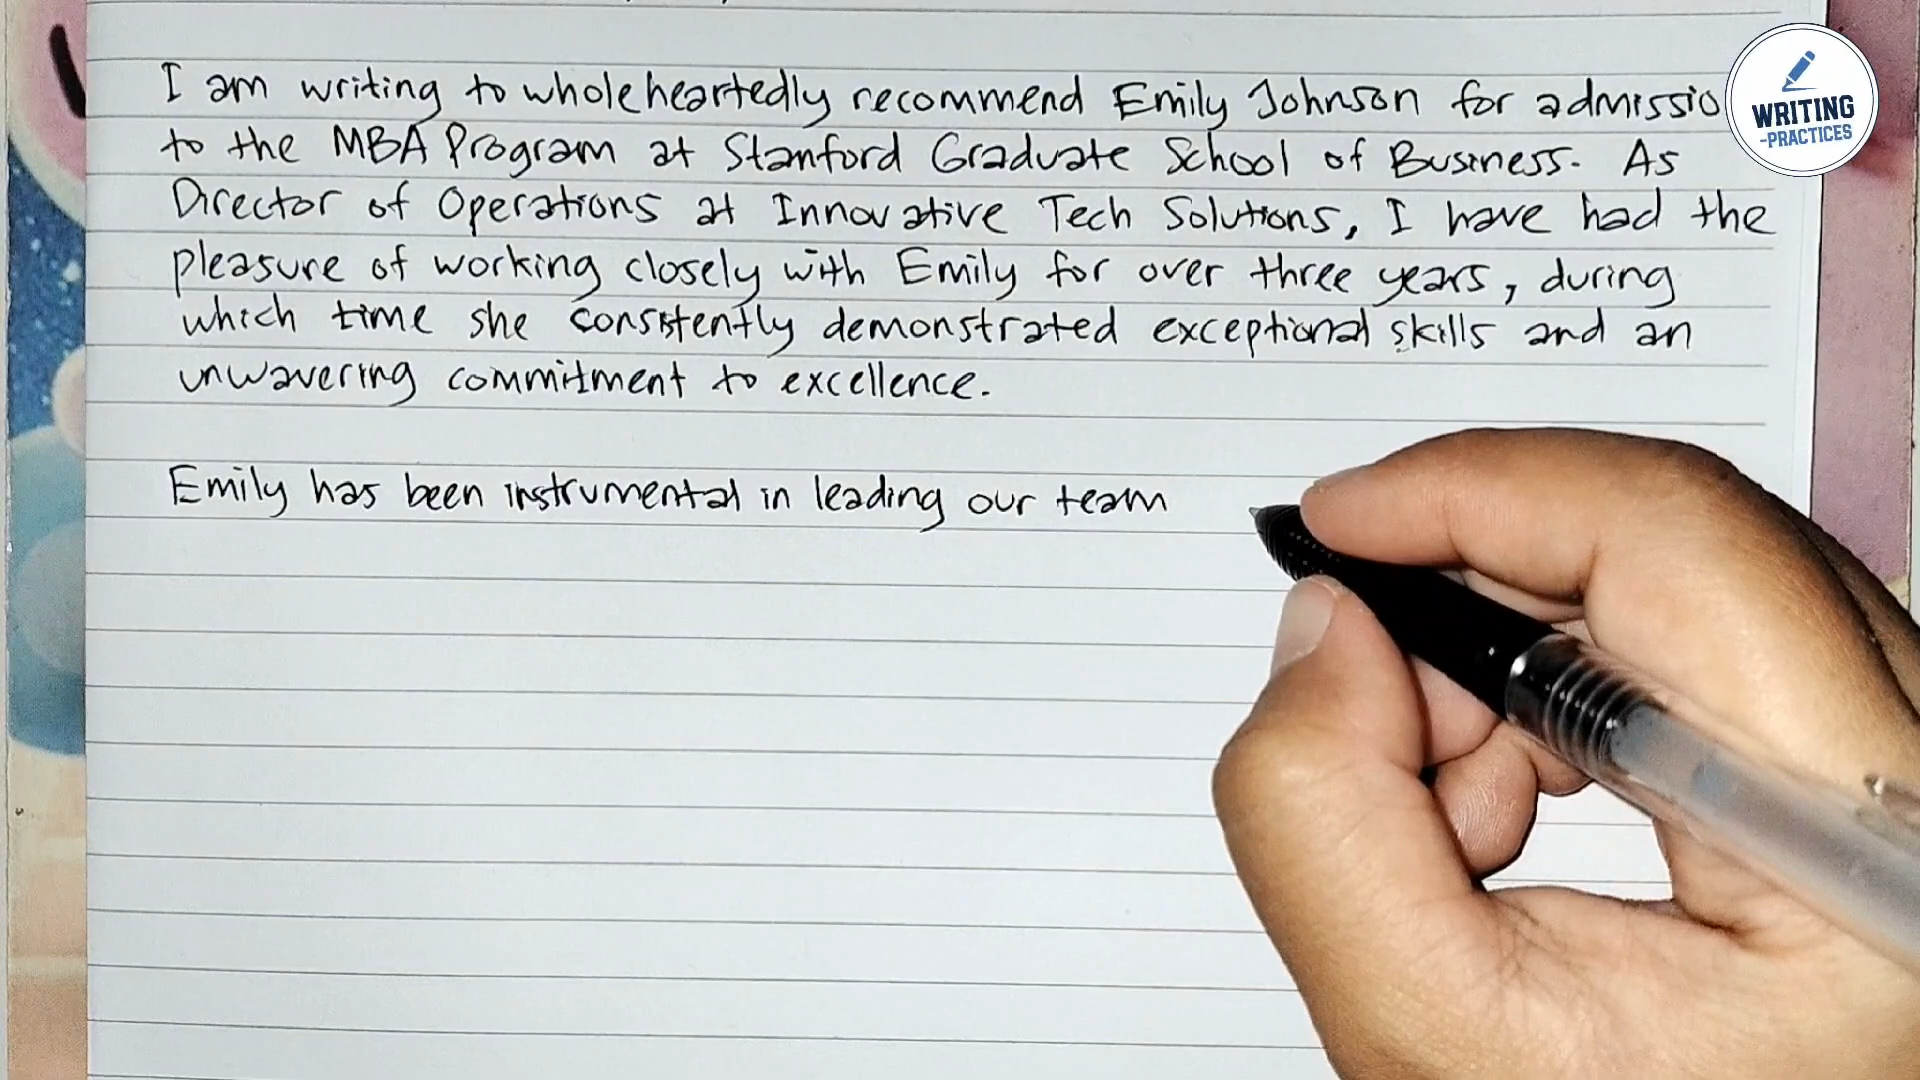 I am writing to wholeheartedly recommend Emily Johnson for admissio
to the MBA Program at Stanford Graduate School of Business. As
Director of Operations at Innovative Tech Solutions, I have had the
pleasure of working closely with Emily for over three years, during
which time she consistently demonstrated exceptional skills and an
unwavering commitment to excellence.
Emily has been instrumental in leading our team
WRITING
-PRACTICES